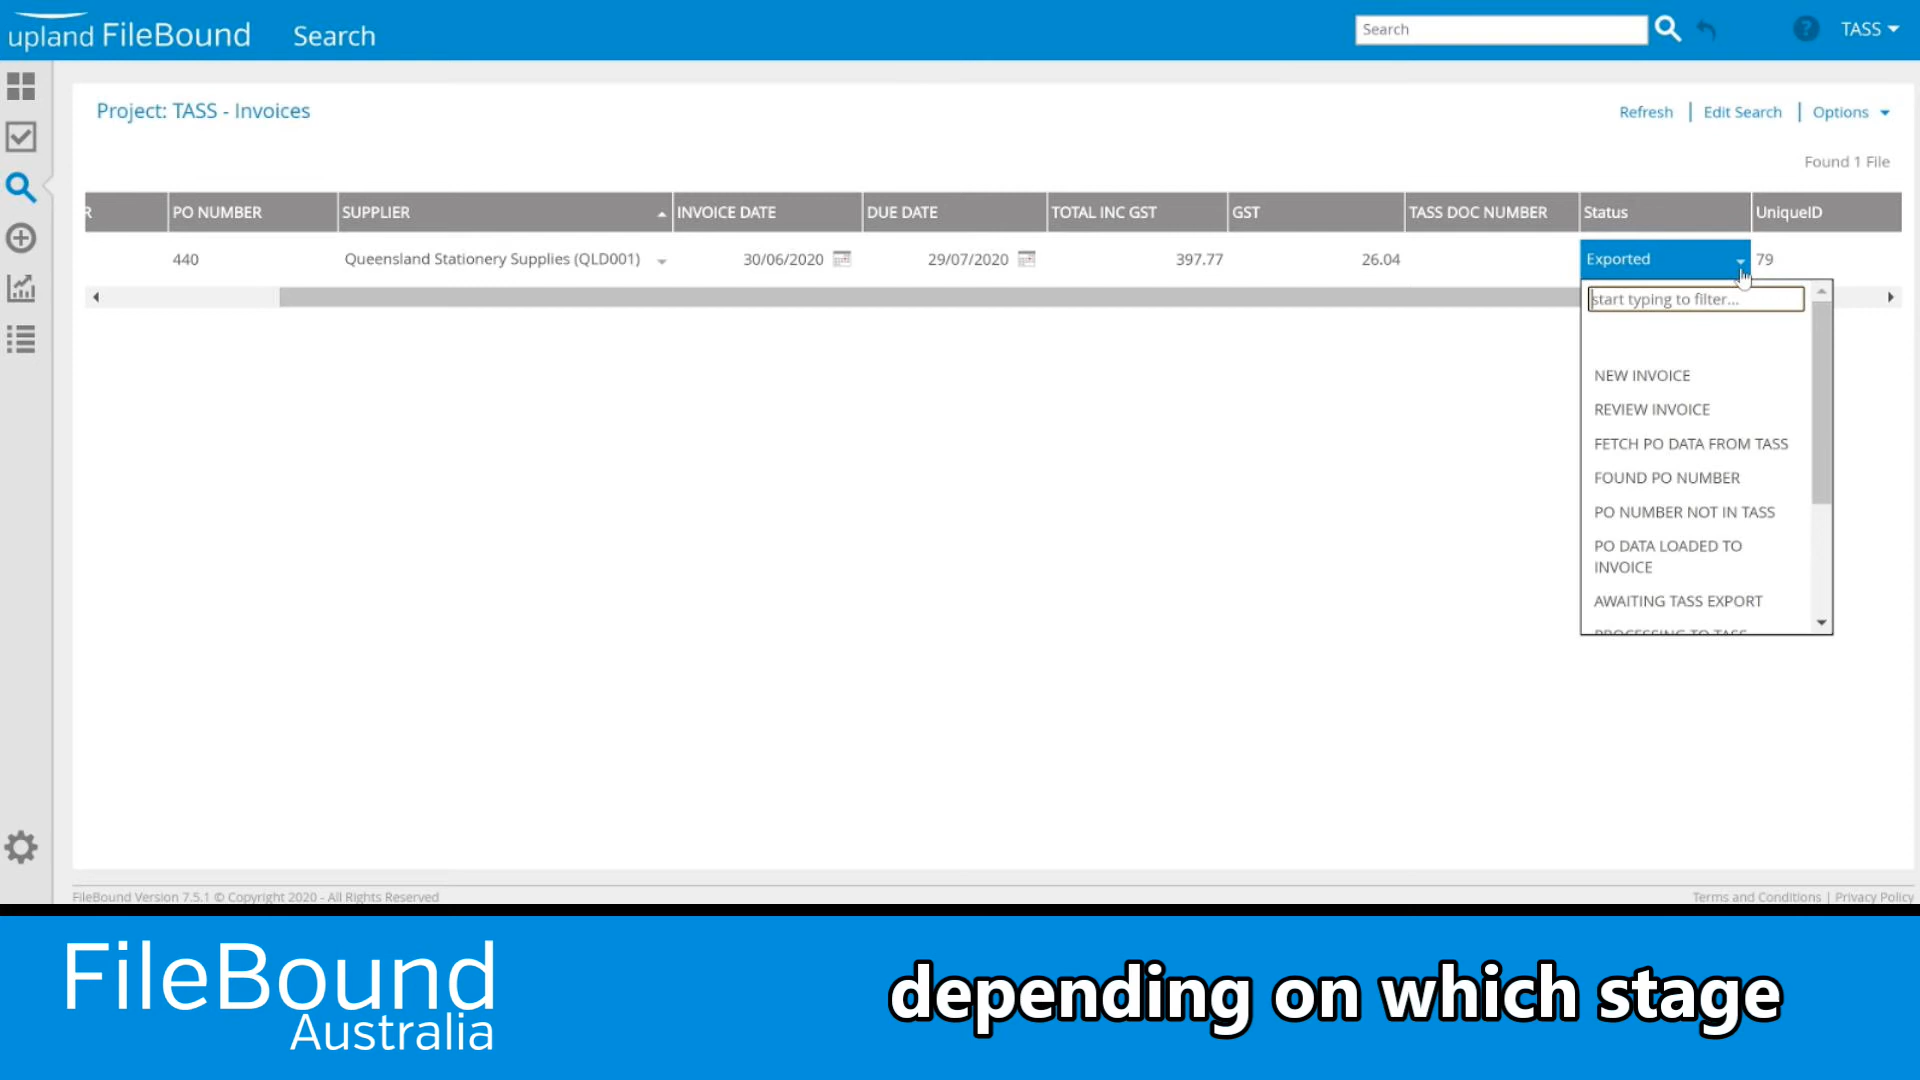 upland FileBound Search
Search
TASS
Project: TASS - Invoices
Refresh | Edit Search | Options
Found 1 File
R PO NUMBER SUPPLIER INVOICE DATE DUE DATE TOTAL INC GST GST TASS DOC NUMBER Status UniqueID
440 Queensland Stationery Supplies (QLD001) 30/06/2020 29/07/2020 397.77 26.04 Exported 79
start typing to filter...
NEW INVOICE
REVIEW INVOICE
FETCH PO DATA FROM TASS
FOUND PO NUMBER
PO NUMBER NOT IN TASS
PO DATA LOADED TO
INVOICE
AWAITING TASS EXPORT
PROCESSING TO TASS
FileBound Version 7.5.1 © Copyright 2020 - All Rights Reserved
Terms and Conditions | Privacy Policy
FileBound
Australia
depending on which stage